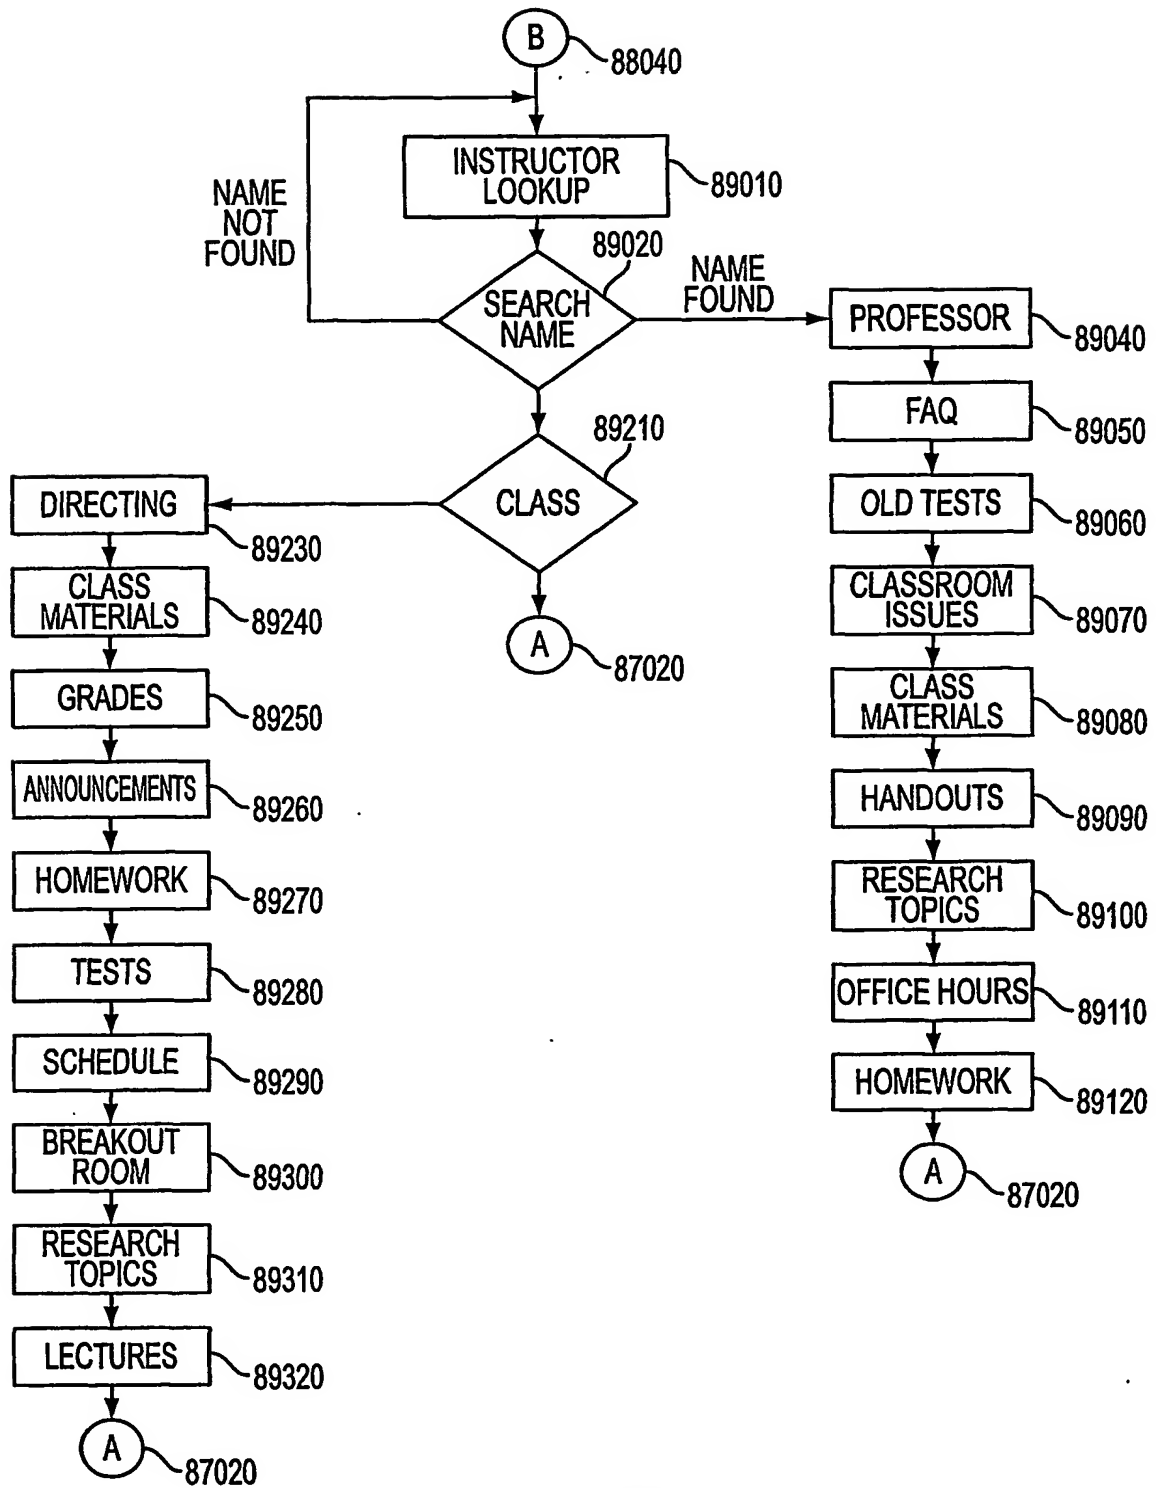 B
88040
INSTRUCTOR
LOOKUP
89010
NAME
NOT
FOUND
89020
SEARCH
NAME
NAME
FOUND
PROFESSOR
89040
FAQ
89050
OLD TESTS
89060
CLASSROOM
ISSUES
89070
CLASS
MATERIALS
89080
HANDOUTS
89090
RESEARCH
TOPICS
89100
OFFICE HOURS
89110
HOMEWORK
89120
A
87020
89210
CLASS
A
87020
DIRECTING
89230
CLASS
MATERIALS
89240
GRADES
89250
ANNOUNCEMENTS
89260
HOMEWORK
89270
TESTS
89280
SCHEDULE
89290
BREAKOUT
ROOM
89300
RESEARCH
TOPICS
89310
LECTURES
89320
A
87020